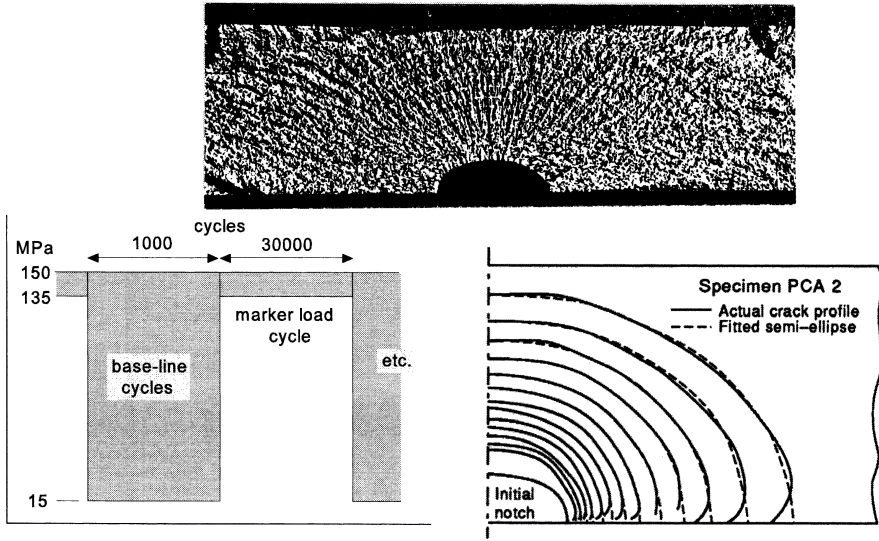 cycles
1000 30000
MPa
150
135
marker load
cycle
base-line
cycles
etc.
15
Specimen PCA 2
Actual crack profile
Fitted semi–ellipse
Initial
notch